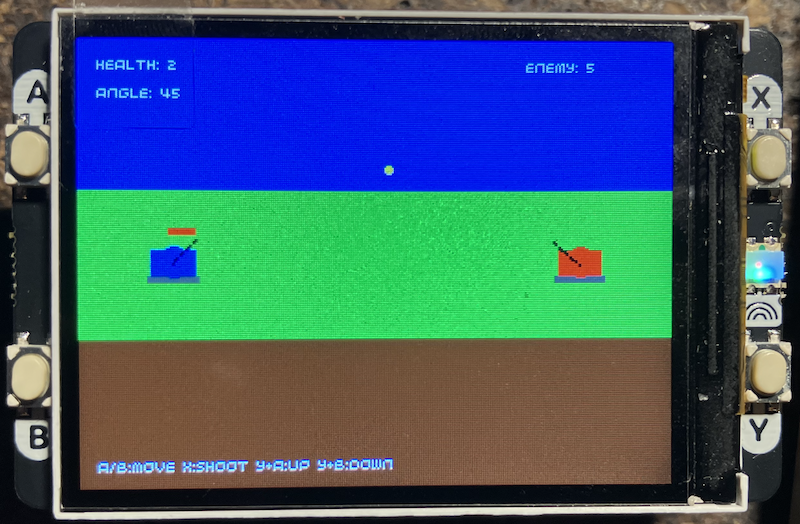 HEALTH: 2
ENEMY: 5
ANGLE: 45
A
X
B
Y
A/B:MOVE X:SHOOT Y+A:UP Y+B:DOWN